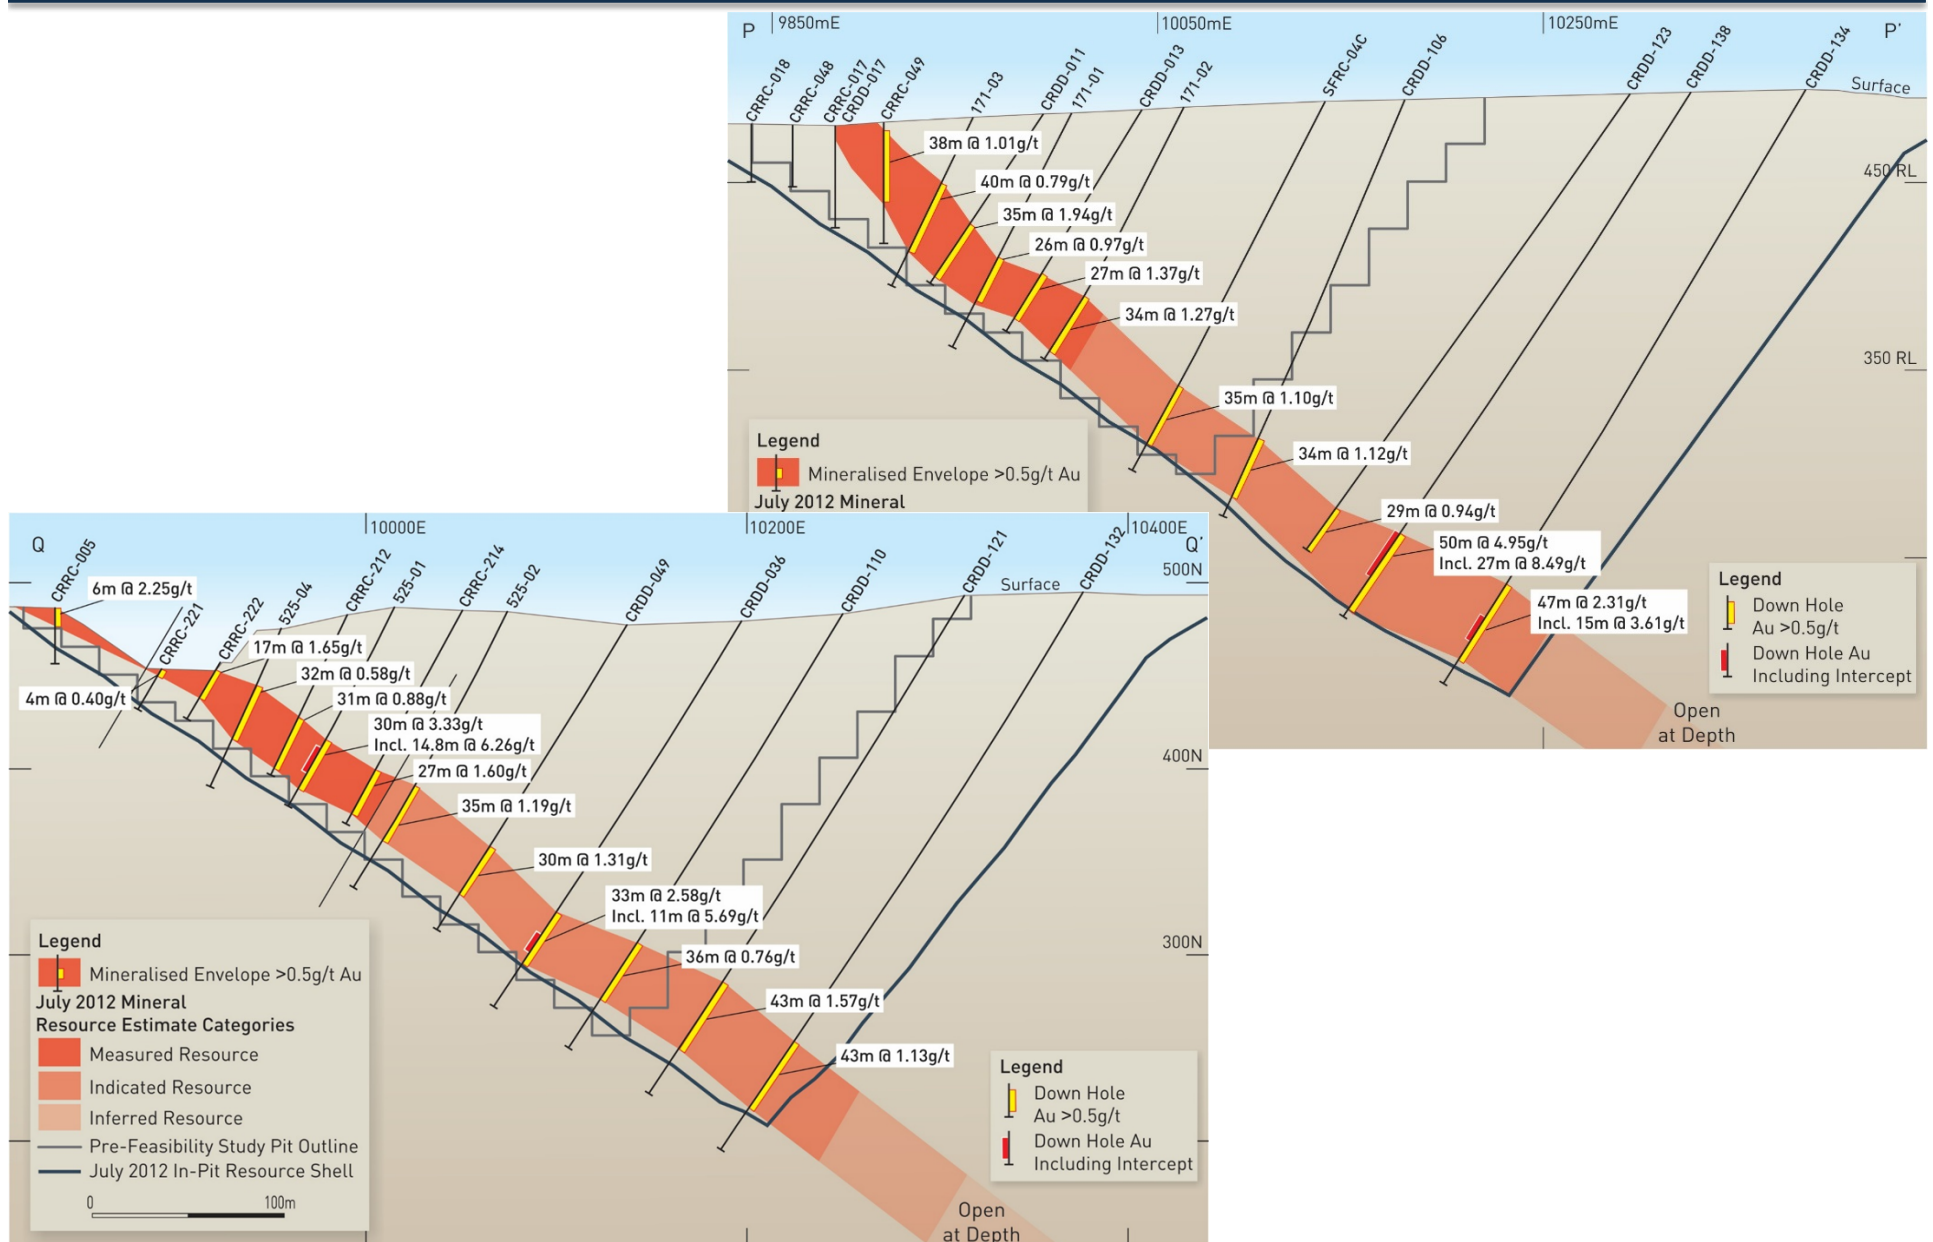 P
9850mE
10050mE
10250mE
P'
CRRC-018
CRRC-048
CRRC-017
CRDD-017
CRRC-049
171-03
CRDD-011
171-01
CRDD-013
171-02
SFRC-04C
CRDD-106
CRDD-123
CRDD-138
CRDD-134
Surface
38m @ 1.01g/t
40m @ 0.79g/t
35m @ 1.94g/t
26m @ 0.97g/t
27m @ 1.37g/t
34m @ 1.27g/t
35m @ 1.10g/t
34m @ 1.12g/t
29m @ 0.94g/t
50m @ 4.95g/t
Incl. 27m @ 8.49g/t
47m @ 2.31g/t
Incl. 15m @ 3.61g/t
450 RL
350 RL
Open
at Depth
Legend
Mineralised Envelope >0.5g/t Au
July 2012 Mineral
Legend
Down Hole
Au >0.5g/t
Down Hole Au
Including Intercept
Q
10000E
10200E
10400E
Q'
CRRC-005
CRRC-221
CRRC-222
525-04
CRRC-212
525-01
CRRC-214
525-02
CRDD-049
CRDD-036
CRDD-110
CRDD-121
CRDD-132
Surface
500N
400N
300N
6m @ 2.25g/t
4m @ 0.40g/t
17m @ 1.65g/t
32m @ 0.58g/t
31m @ 0.88g/t
30m @ 3.33g/t
Incl. 14.8m @ 6.26g/t
27m @ 1.60g/t
35m @ 1.19g/t
30m @ 1.31g/t
33m @ 2.58g/t
Incl. 11m @ 5.69g/t
36m @ 0.76g/t
43m @ 1.57g/t
43m @ 1.13g/t
Open
at Depth
Legend
Mineralised Envelope >0.5g/t Au
July 2012 Mineral
Resource Estimate Categories
Measured Resource
Indicated Resource
Inferred Resource
Pre-Feasibility Study Pit Outline
July 2012 In-Pit Resource Shell
0 100m
Legend
Down Hole
Au >0.5g/t
Down Hole Au
Including Intercept